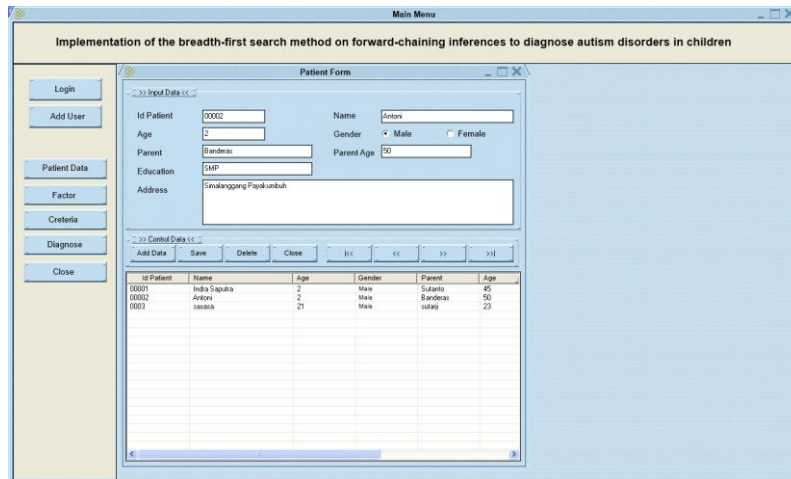 Main Menu
Implementation of the breadth-first search method on forward-chaining inferences to diagnose autism disorders in children
Login
Add User
Patient Data
Factor
Creteria
Diagnose
Close
Patient Form
>> Input Data <<
Id Patient 00002 Name Antoni
Age 2 Gender Male Female
Parent Banderas Parent Age 50
Education SMP
Address Simalanggang Payakumbuh
>> Control Data <<
Add Data Save Delete Close |<< << >> >>|
Id Patient Name Age Gender Parent Age
00001 Indra Saputra 2 Male Sutanto 45
00002 Antoni 2 Male Banderas 50
0003 sasasa 21 Male sutarji 23